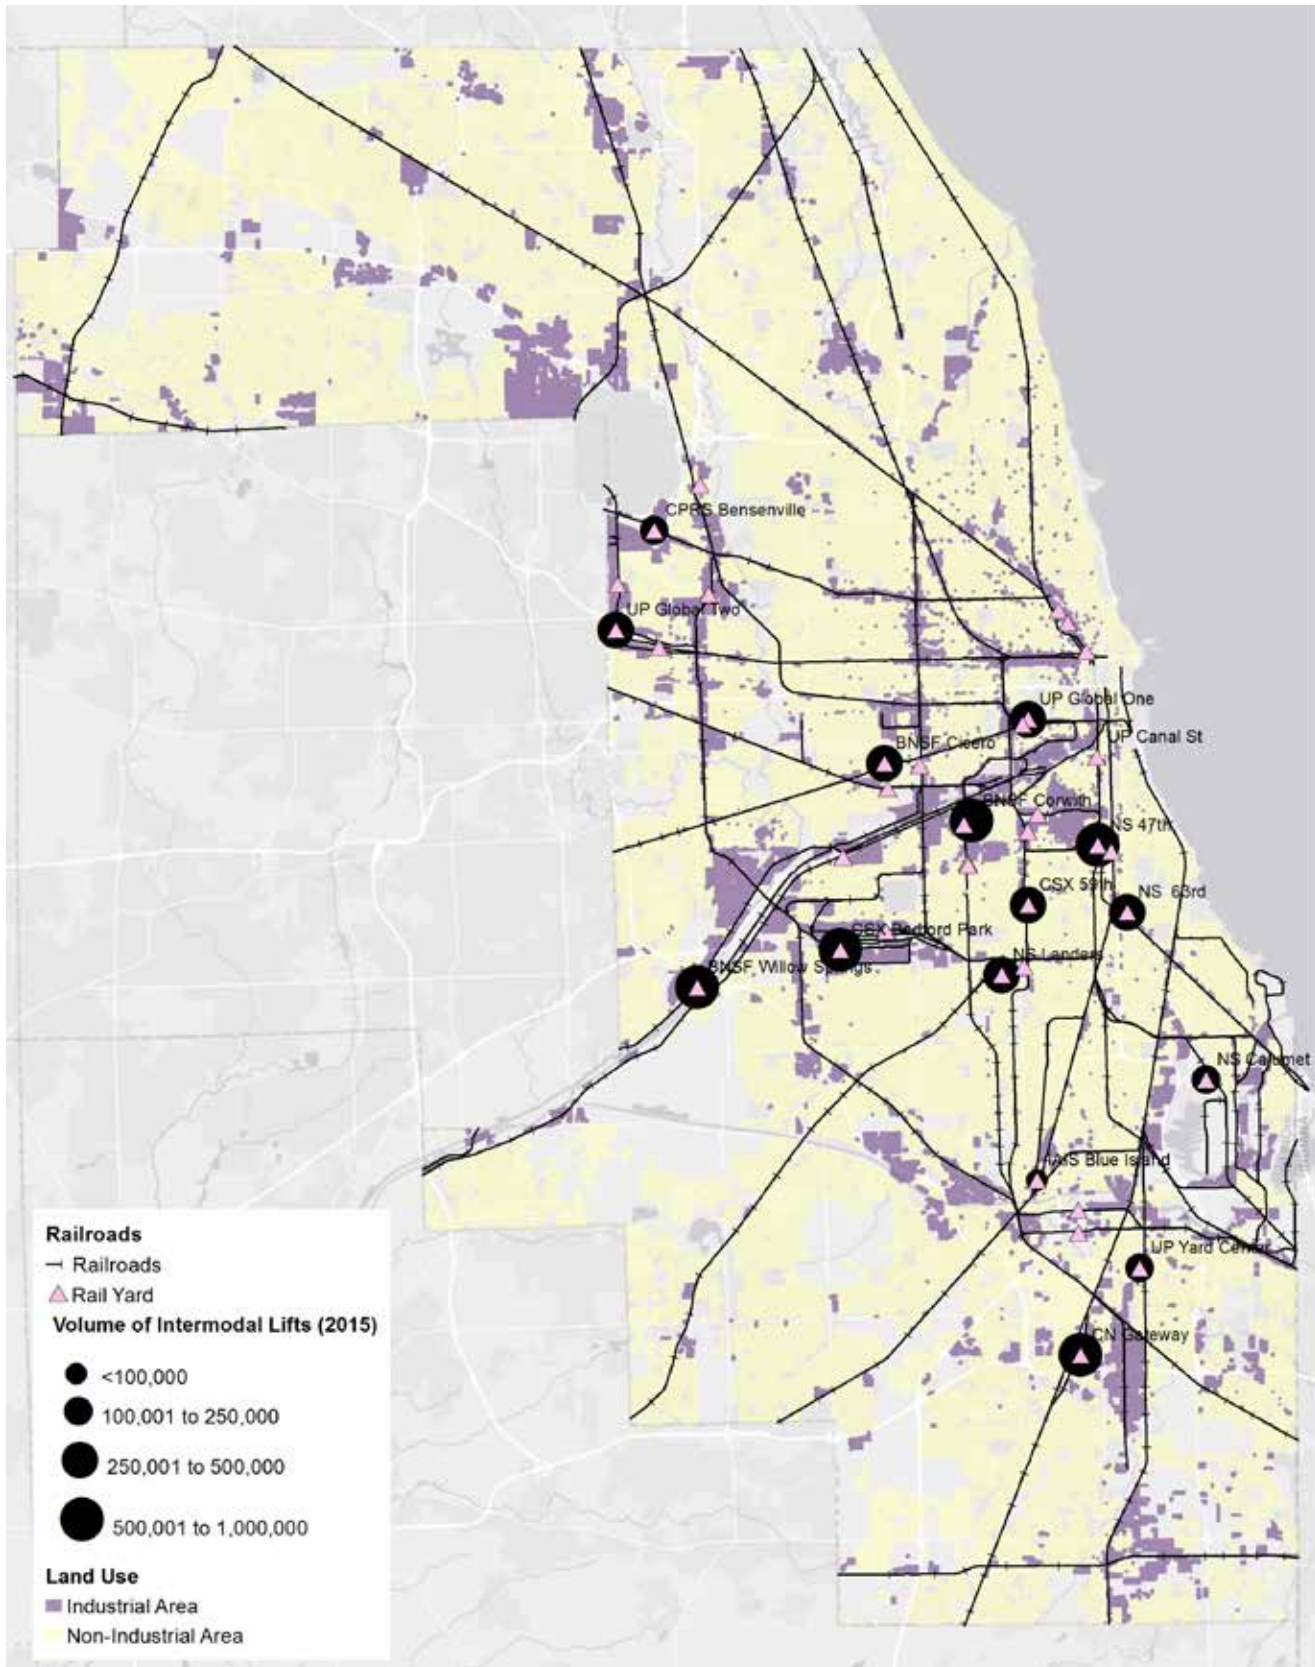 CPRS Bensenville
UP Global Two
UP Global One
UP Canal St
BNSF Cicero
BNSF Corwith
NS 47th
CSX 59th
NS 63rd
CSX Bedford Park
NS Landers
BNSF Willow Springs
NS Calumet
IAIS Blue Island
UP Yard Center
CN Gateway
Railroads
Railroads
Rail Yard
Volume of Intermodal Lifts (2015)
<100,000
100,001 to 250,000
250,001 to 500,000
500,001 to 1,000,000
Land Use
Industrial Area
Non-Industrial Area